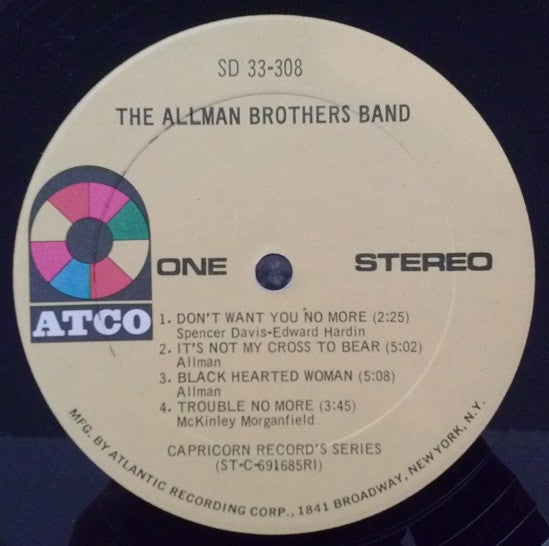 SD 33-308
THE ALLMAN BROTHERS BAND
ATCO
ONE
STEREO
1. DON'T WANT YOU NO MORE (2:25)
Spencer Davis-Edward Hardin
2. IT'S NOT MY CROSS TO BEAR (5:02)
Allman
3. BLACK HEARTED WOMAN (5:08)
Allman
4. TROUBLE NO MORE (3:45)
McKinley Morganfield
CAPRICORN RECORD'S SERIES
(ST-C-691685RI)
MFG. BY ATLANTIC RECORDING CORP., 1841 BROADWAY, NEW YORK, N.Y.